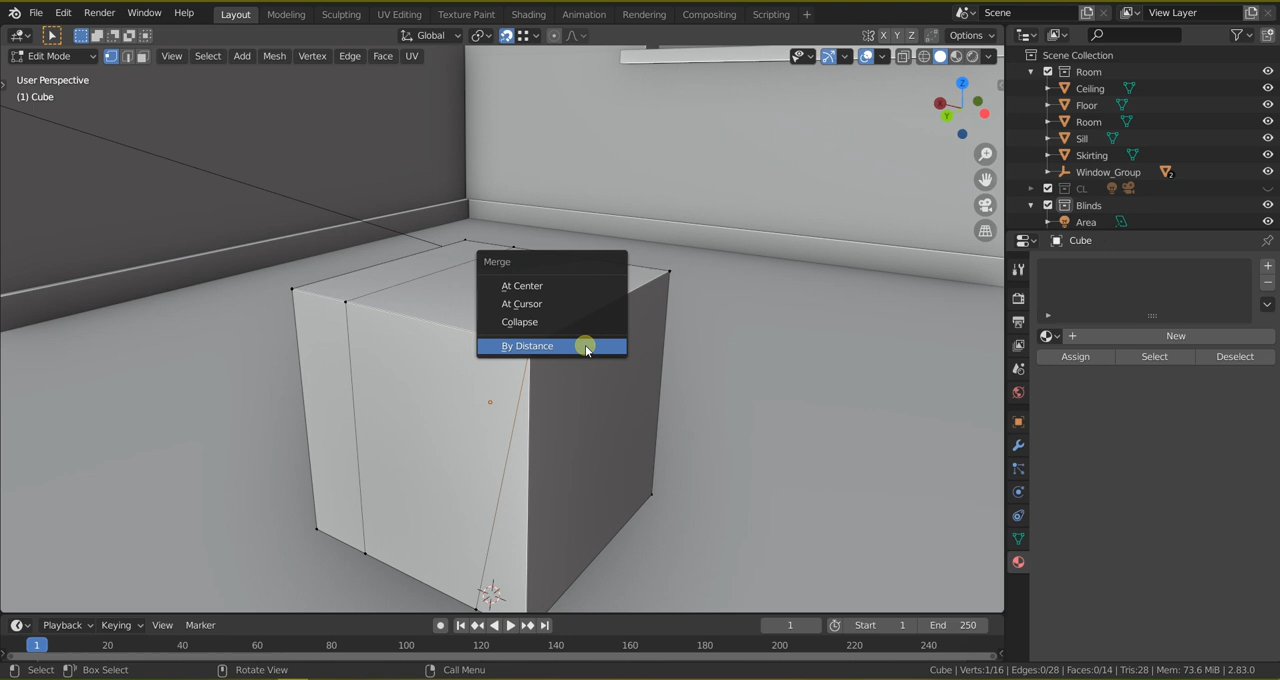 File Edit Render Window Help Layout Modeling Sculpting UV Editing Texture Paint Shading Animation Rendering Compositing Scripting + Scene View Layer
Global X Y Z Options
Edit Mode View Select Add Mesh Vertex Edge Face UV
User Perspective
(1) Cube
Z
X
Y
Merge
At Center
At Cursor
Collapse
By Distance
Scene Collection
Room
Ceiling
Floor
Room
Sill
Skirting
Window_Group 2
CL
Blinds
Area
Cube
New
Assign Select Deselect
Playback Keying View Marker 1 Start 1 End 250
1 20 40 60 80 100 120 140 160 180 200 220 240
Select Box Select Rotate View Call Menu Cube | Verts:1/16 | Edges:0/28 | Faces:0/14 | Tris:28 | Mem: 73.6 MiB | 2.83.0